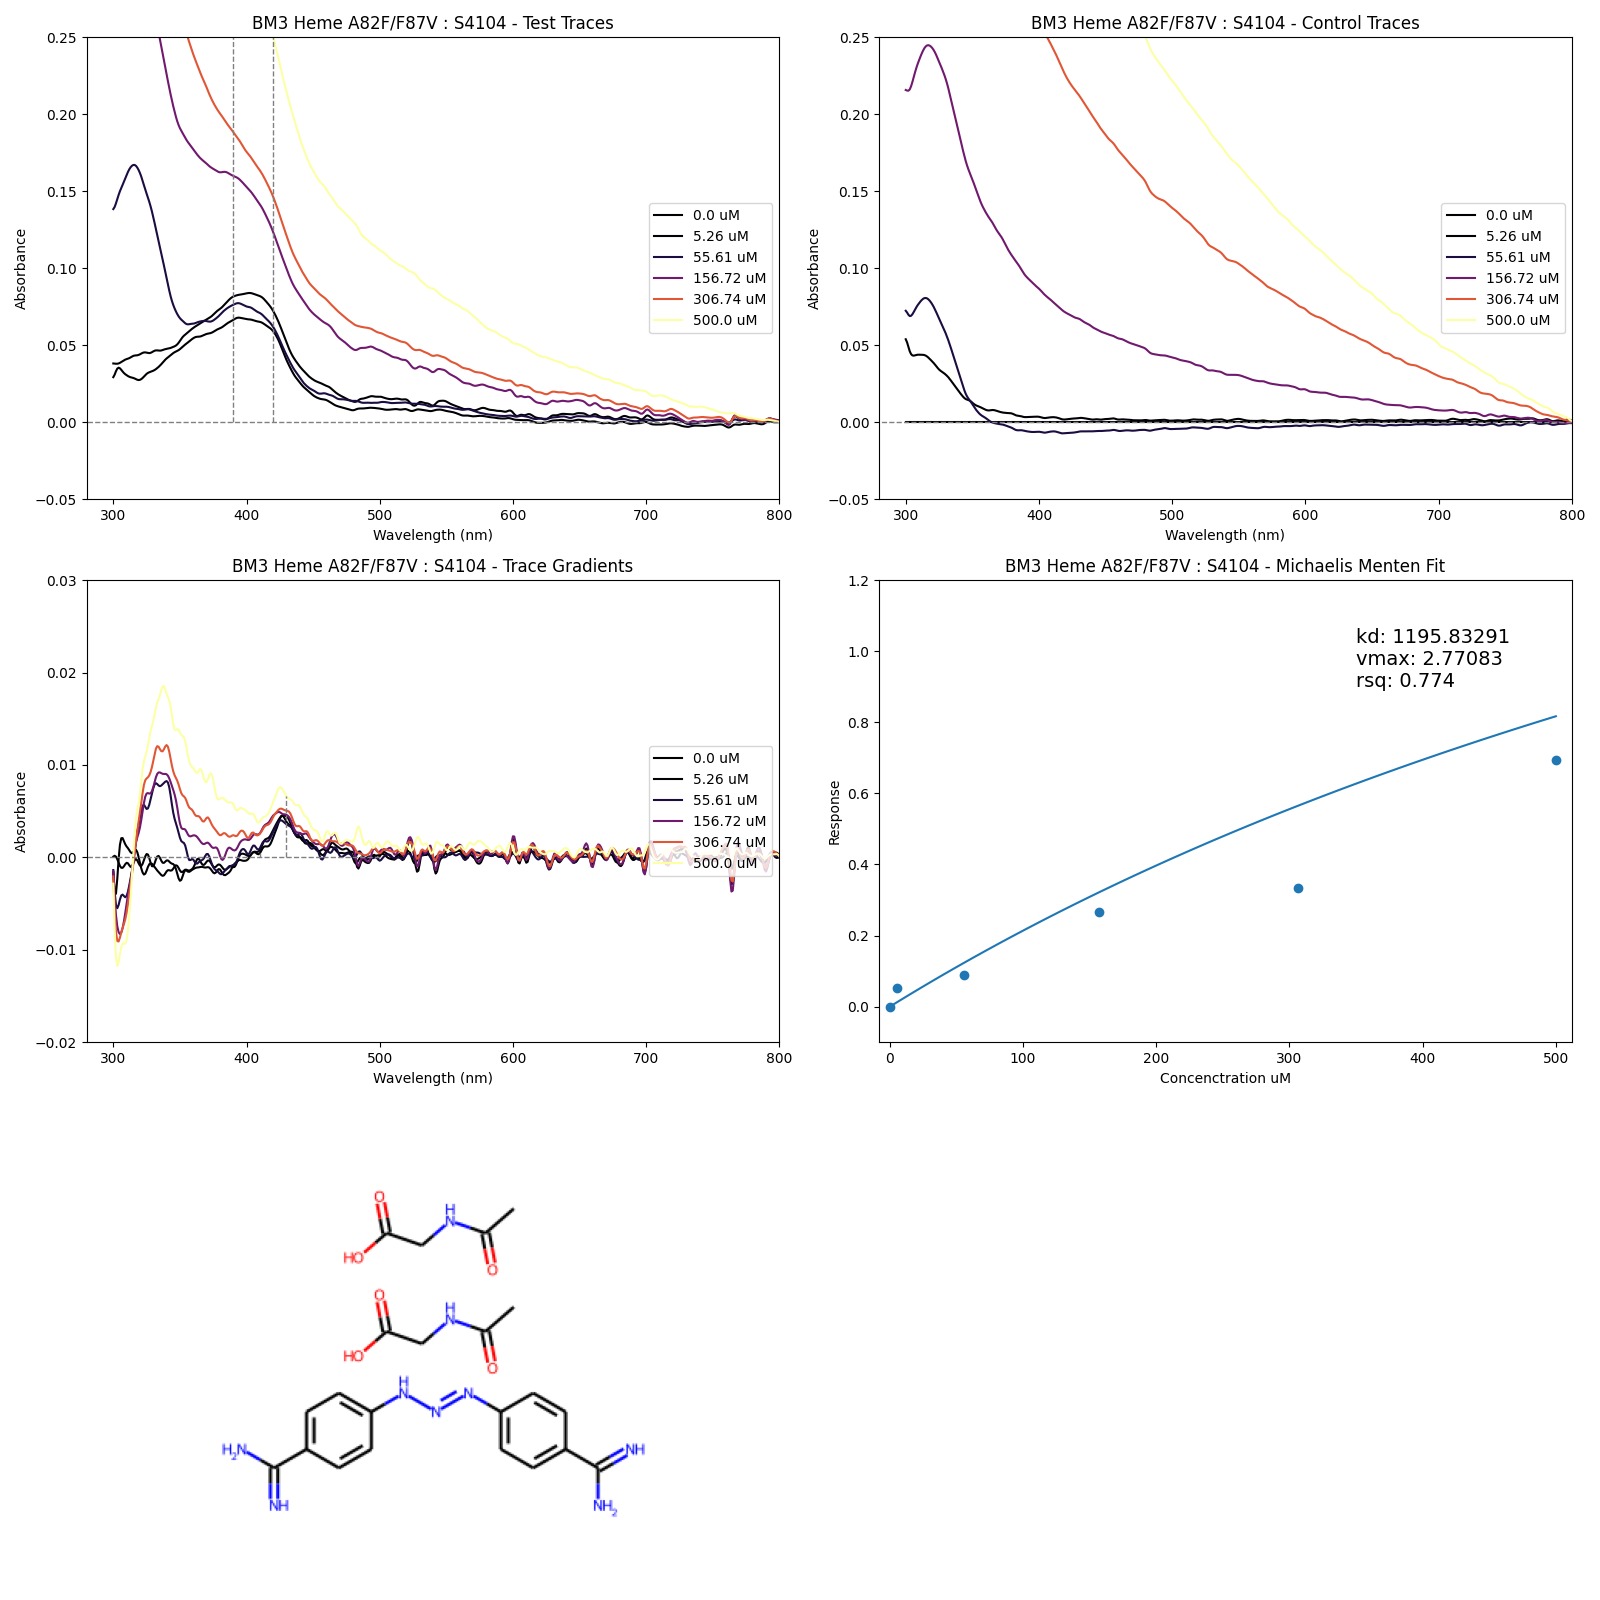 BM3 Heme A82F/F87V : S4104 - Test Traces
0.25
0.20
0.15
0.10
0.05
0.00
−0.05
Absorbance
300 400 500 600 700 800
Wavelength (nm)
0.0 uM
5.26 uM
55.61 uM
156.72 uM
306.74 uM
500.0 uM
BM3 Heme A82F/F87V : S4104 - Control Traces
0.25
0.20
0.15
0.10
0.05
0.00
−0.05
Absorbance
300 400 500 600 700 800
Wavelength (nm)
0.0 uM
5.26 uM
55.61 uM
156.72 uM
306.74 uM
500.0 uM
BM3 Heme A82F/F87V : S4104 - Trace Gradients
0.03
0.02
0.01
0.00
−0.01
−0.02
Absorbance
300 400 500 600 700 800
Wavelength (nm)
0.0 uM
5.26 uM
55.61 uM
156.72 uM
306.74 uM
500.0 uM
BM3 Heme A82F/F87V : S4104 - Michaelis Menten Fit
1.2
1.0
0.8
0.6
0.4
0.2
0.0
Response
kd: 1195.83291
vmax: 2.77083
rsq: 0.774
0 100 200 300 400 500
Concenctration uM
O
H
N
HO
O
O
H
N
HO
O
H
N N
N
H2N NH
NH NH2